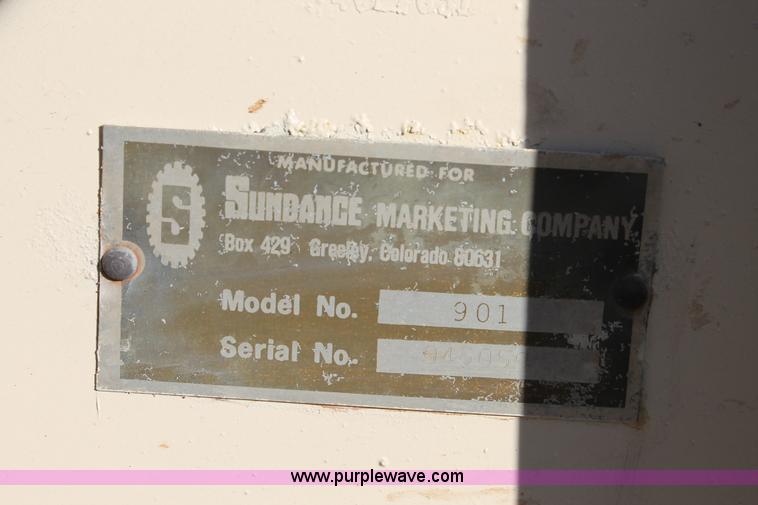 MANUFACTURED FOR
S SUNDANCE MARKETING COMPANY
Box 429 Greeley, Colorado 80631
Model No. 901
Serial No.
www.purplewave.com